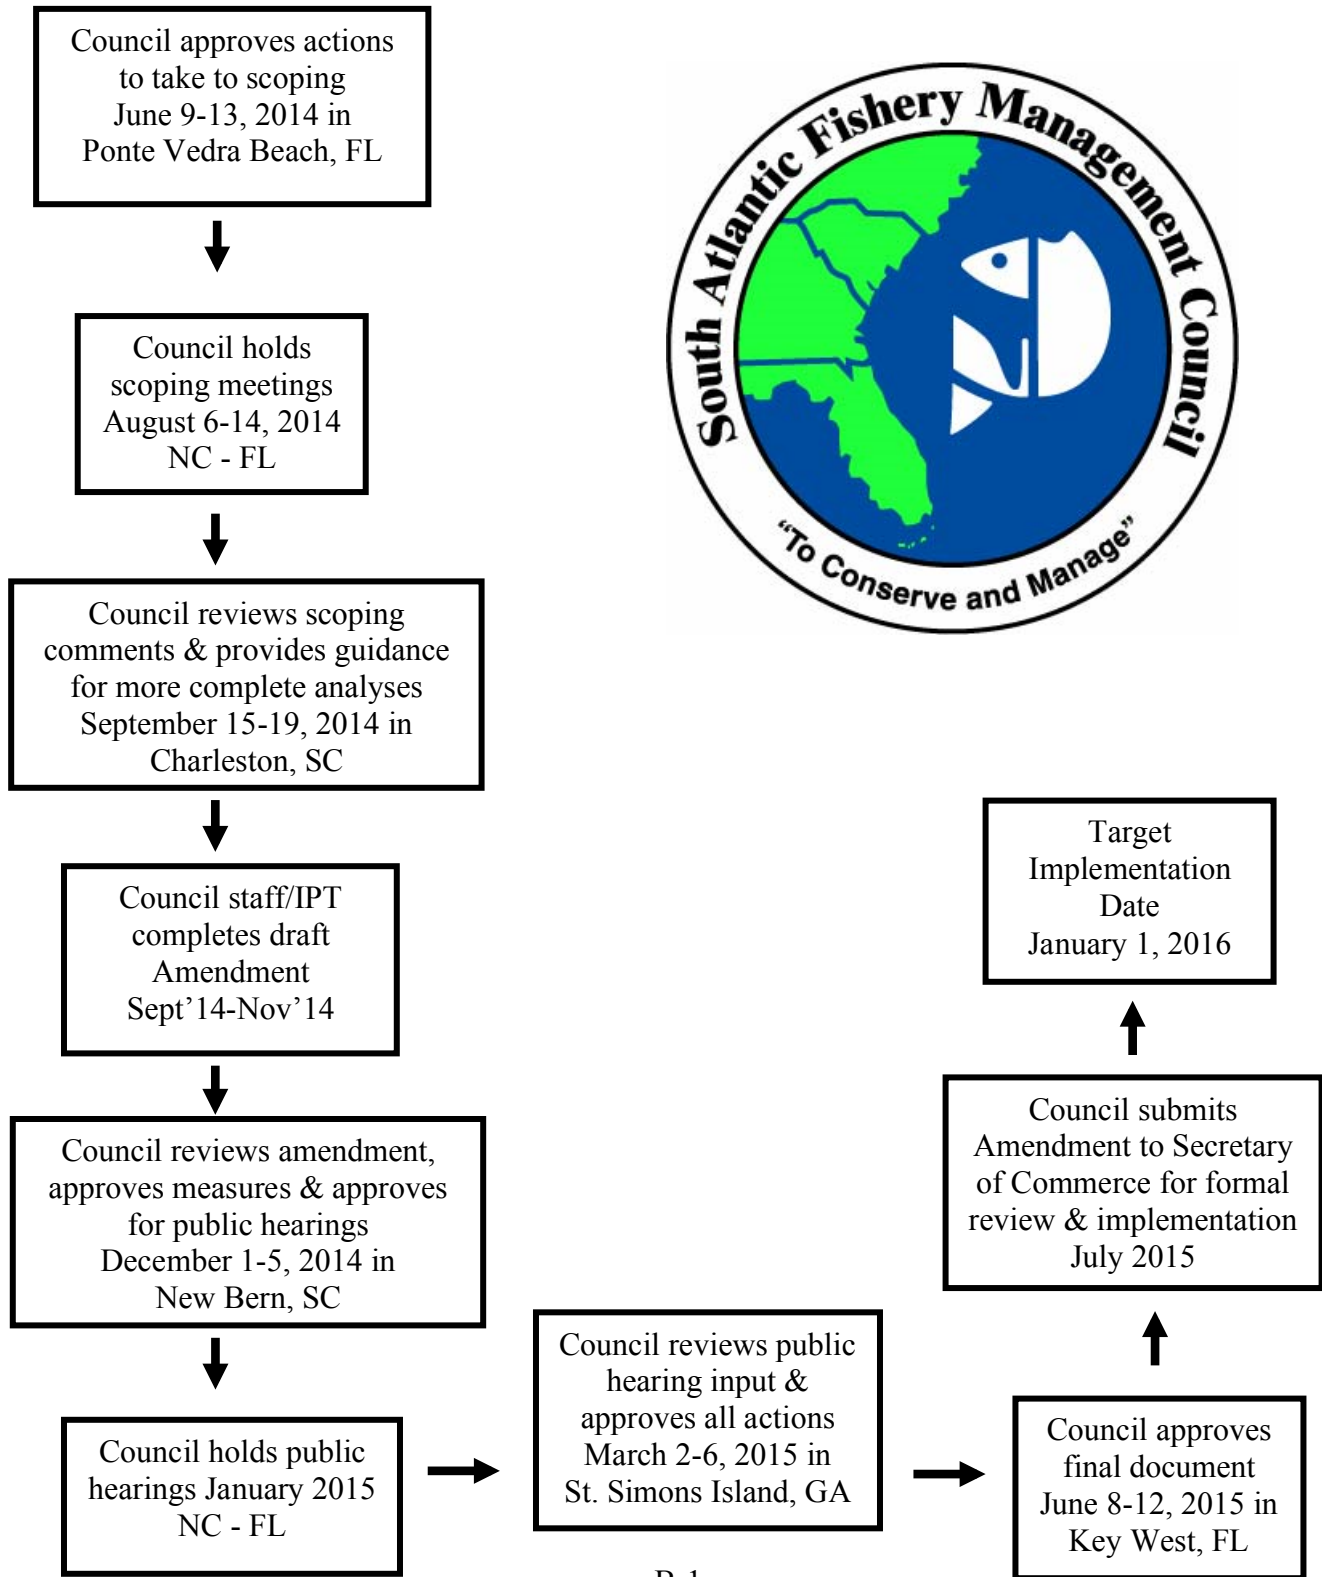 Council approves actions
to take to scoping
June 9-13, 2014 in
Ponte Vedra Beach, FL
Council holds
scoping meetings
August 6-14, 2014
NC - FL
Council reviews scoping
comments & provides guidance
for more complete analyses
September 15-19, 2014 in
Charleston, SC
Council staff/IPT
completes draft
Amendment
Sept’14-Nov’14
Council reviews amendment,
approves measures & approves
for public hearings
December 1-5, 2014 in
New Bern, SC
Council holds public
hearings January 2015
NC - FL
Council reviews public
hearing input &
approves all actions
March 2-6, 2015 in
St. Simons Island, GA
Council approves
final document
June 8-12, 2015 in
Key West, FL
Council submits
Amendment to Secretary
of Commerce for formal
review & implementation
July 2015
Target
Implementation
Date
January 1, 2016
South Atlantic Fishery Management Council
“To Conserve and Manage”